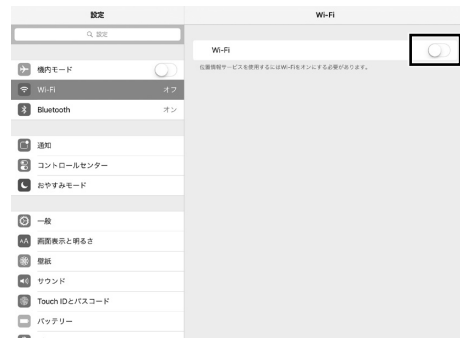 設定
設定
機内モード
Wi-Fi
オフ
Bluetooth
オン
通知
コントロールセンター
おやすみモード
一般
画面表示と明るさ
壁紙
サウンド
Touch IDとパスコード
バッテリー
Wi-Fi
Wi-Fi
位置情報サービスを使用するにはWi-Fiをオンにする必要があります。